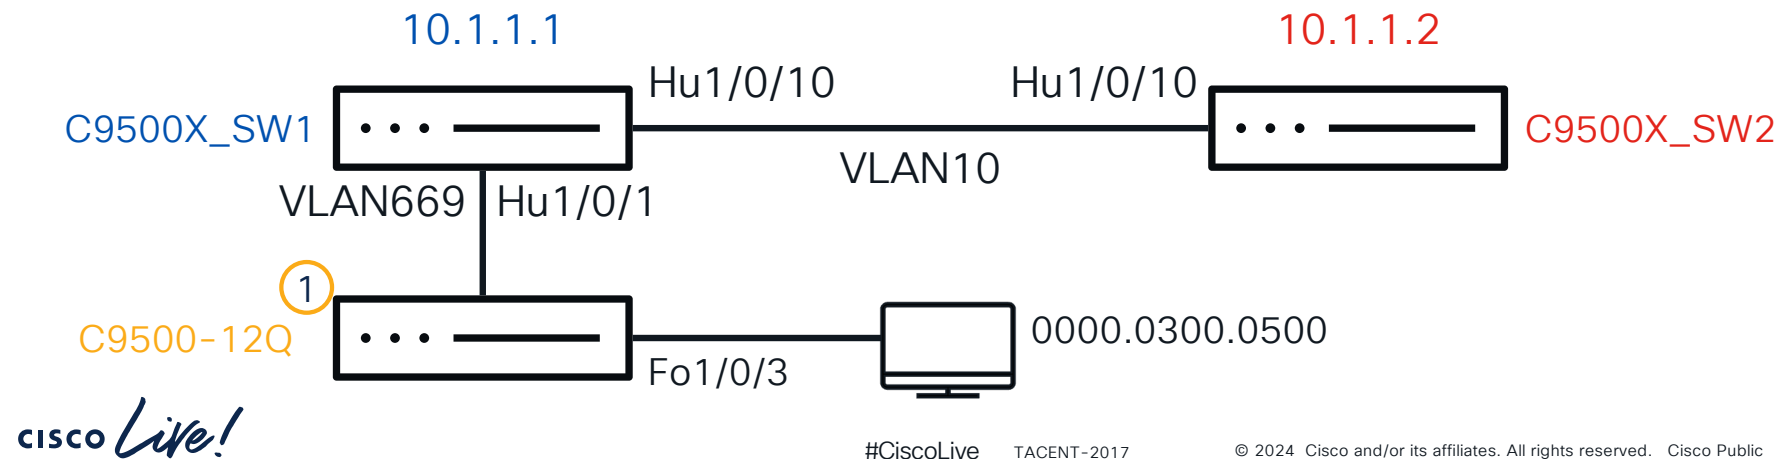 10.1.1.1
10.1.1.2
Hu1/0/10
Hu1/0/10
C9500X_SW1
C9500X_SW2
VLAN10
VLAN669
Hu1/0/1
1
C9500-12Q
0000.0300.0500
Fo1/0/3
CISCO Live!
#CiscoLive TACENT-2017 © 2024 Cisco and/or its affiliates. All rights reserved. Cisco Public